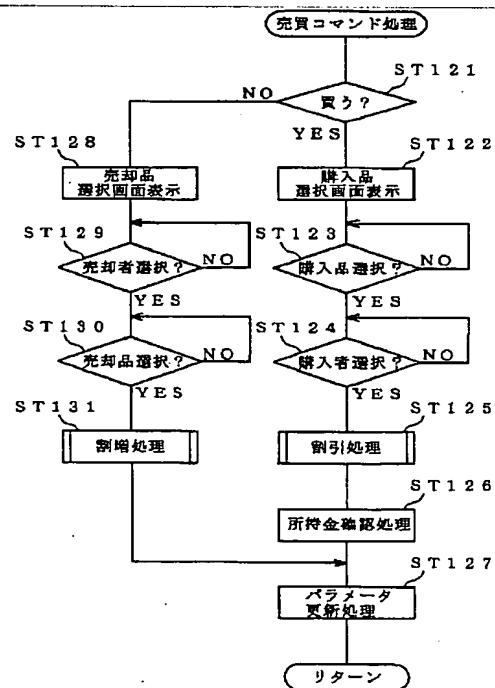 売買コマンド処理
ST121
買う?
NO
YES
ST128
売却品
選択画面表示
ST122
購入品
選択画面表示
ST129
売却者選択?
NO
YES
ST123
購入品選択?
NO
YES
ST130
売却品選択?
NO
YES
ST124
購入者選択?
NO
YES
ST131
割増処理
ST125
割引処理
ST126
所持金確認処理
ST127
パラメータ
更新処理
リターン